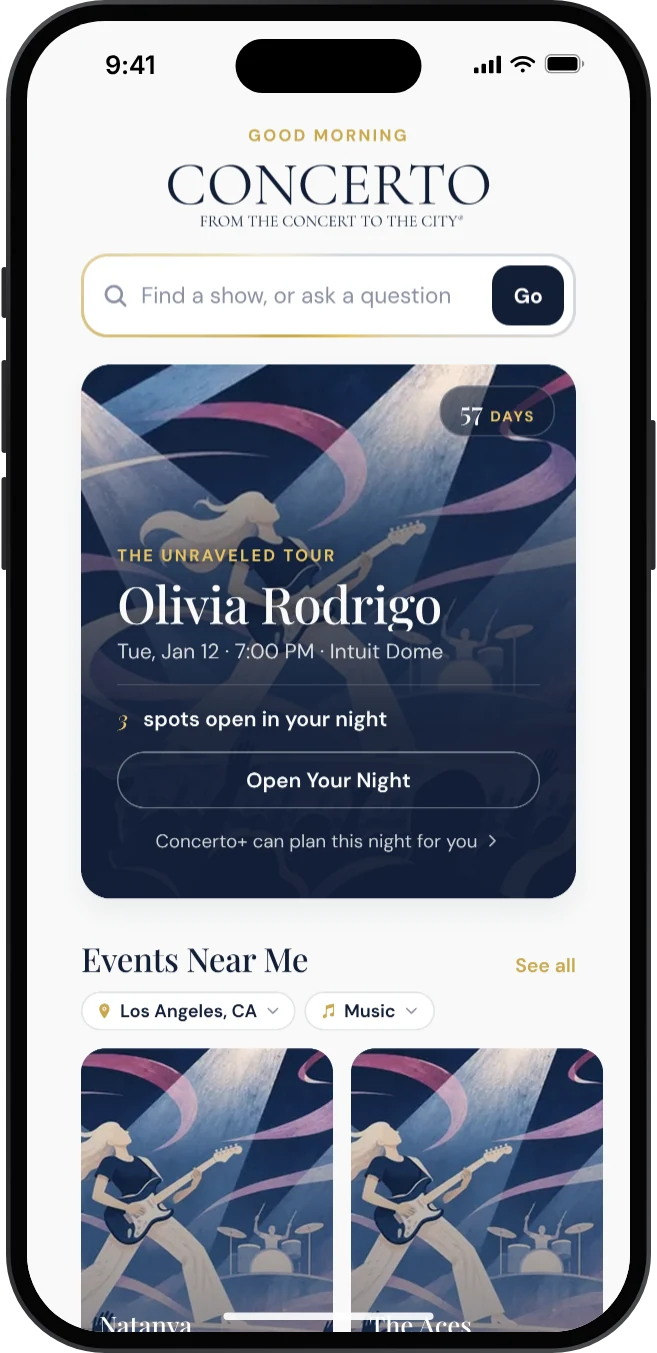 9:41
GOOD MORNING
CONCERTO
FROM THE CONCERT TO THE CITY®
Find a show, or ask a question
Go
57 DAYS
THE UNRAVELED TOUR
Olivia Rodrigo
Tue, Jan 12 · 7:00 PM · Intuit Dome
3 spots open in your night
Open Your Night
Concerto+ can plan this night for you
Events Near Me
See all
Los Angeles, CA
Music
Natanya
The Aces